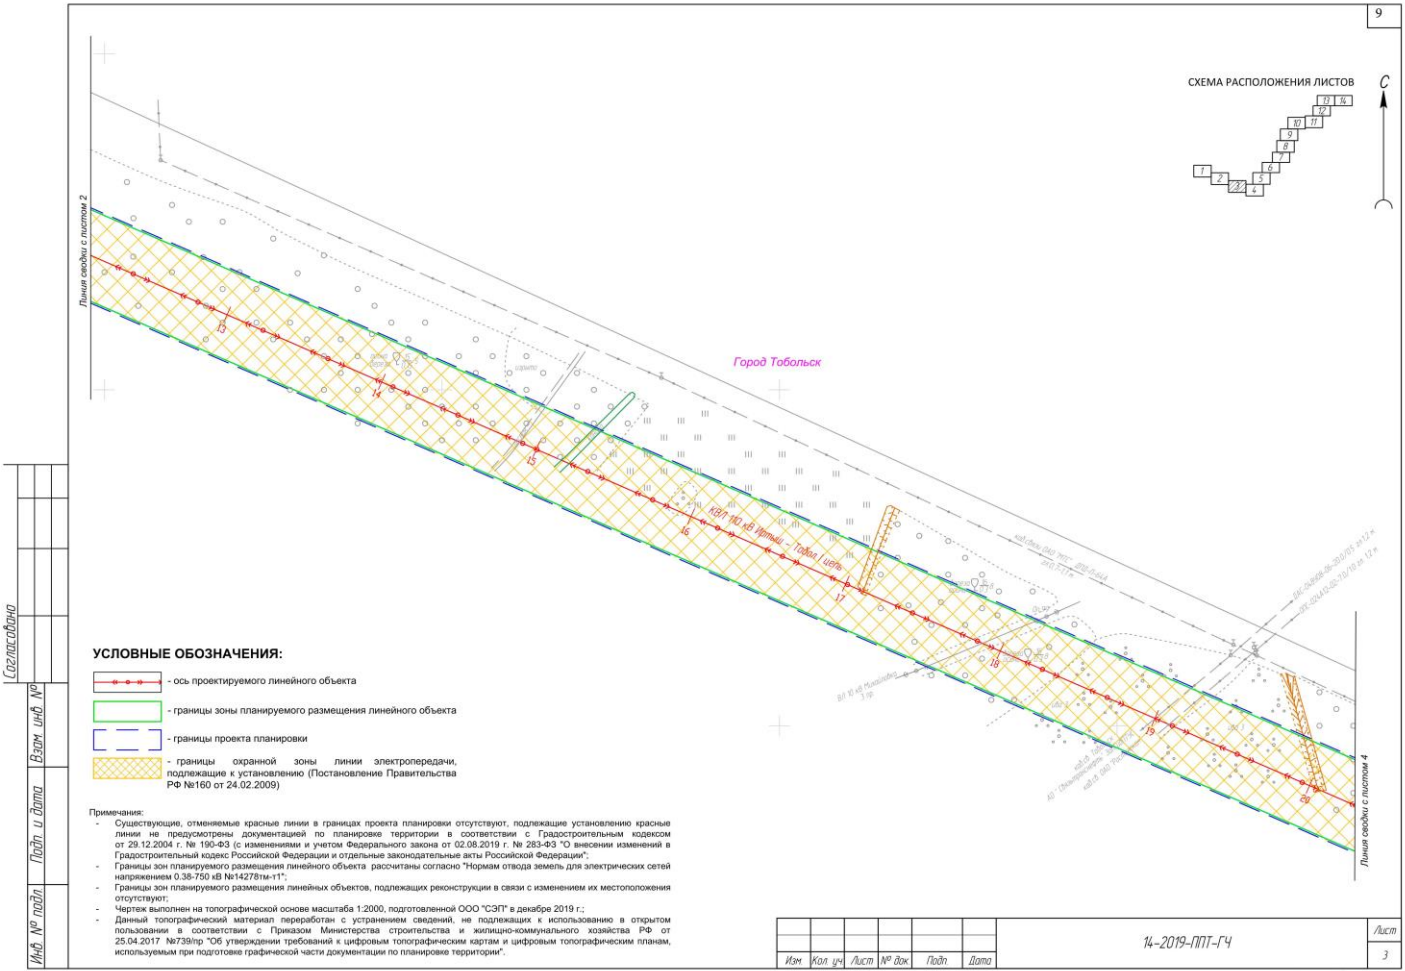 9
СХЕМА РАСПОЛОЖЕНИЯ ЛИСТОВ
С
13 14
12
10 11
9
8
7
6
5
1
2
3
4
Линия сводки с листом 2
Город Тобольск
13
14
15
16
КВЛ 110 кВ Иртыш – Тобол I цепь
17
18
19
20
ВЛ 10 кВ Михайловка
5 пр.
Линия сводки с листом 4
УСЛОВНЫЕ ОБОЗНАЧЕНИЯ:
- ось проектируемого линейного объекта
- границы зоны планируемого размещения линейного объекта
- границы проекта планировки
- границы охранной зоны линии электропередачи,
подлежащие к установлению (Постановление Правительства
РФ №160 от 24.02.2009)
Примечания:
- Существующие, отменяемые красные линии в границах проекта планировки отсутствуют, подлежащие установлению красные
линии не предусмотрены документацией по планировке территории в соответствии с Градостроительным кодексом
от 29.12.2004 г. № 190-ФЗ (с изменениями и учетом Федерального закона от 02.08.2019 г. № 283-ФЗ "О внесении изменений в
Градостроительный кодекс Российской Федерации и отдельные законодательные акты Российской Федерации";
- Границы зон планируемого размещения линейного объекта рассчитаны согласно "Нормам отвода земель для электрических сетей
напряжением 0.38-750 кВ №14278тм-т1";
- Границы зон планируемого размещения линейных объектов, подлежащих реконструкции в связи с изменением их местоположения
отсутствуют;
- Чертеж выполнен на топографической основе масштаба 1:2000, подготовленной ООО "СЭП" в декабре 2019 г.;
- Данный топографический материал переработан с устранением сведений, не подлежащих к использованию в открытом
пользовании в соответствии с Приказом Министерства строительства и жилищно-коммунального хозяйства РФ от
25.04.2017 №739/пр "Об утверждении требований к цифровым топографическим картам и цифровым топографическим планам,
используемым при подготовке графической части документации по планировке территории".
Согласовано
Взам. инв. №
Подп. и дата
Инв. № подл.
Изм Кол. уч Лист № док Подп. Дата
14-2019-ППТ-ГЧ
Лист
3